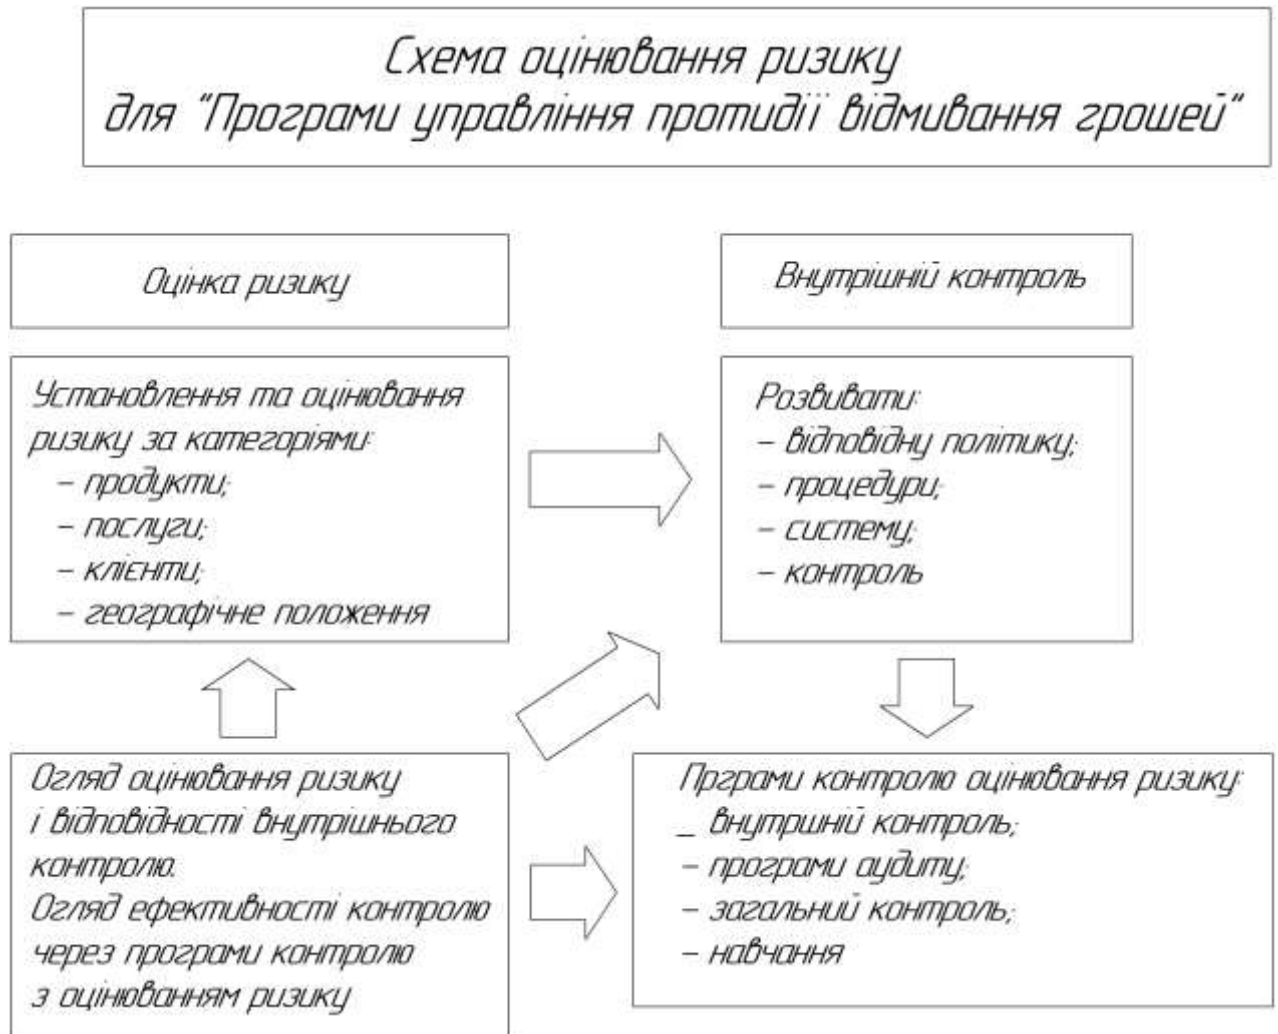 Схема оцінювання ризику
для "Програми управління протидії відмивання грошей"
Оцінка ризику
Внутрішній контроль
Установлення та оцінювання
ризику за категоріями:
- продукти;
- послуги;
- клієнти;
- географічне положення
Розвивати:
- відповідну політику;
- процедури;
- систему;
- контроль
Огляд оцінювання ризику
і відповідності внутрішнього
контролю.
Огляд ефективності контролю
через програми контролю
з оцінюванням ризику
Прграми контролю оцінювання ризику:
_ внутршній контроль;
- програми аудиту;
- загальний контроль;
- навчання